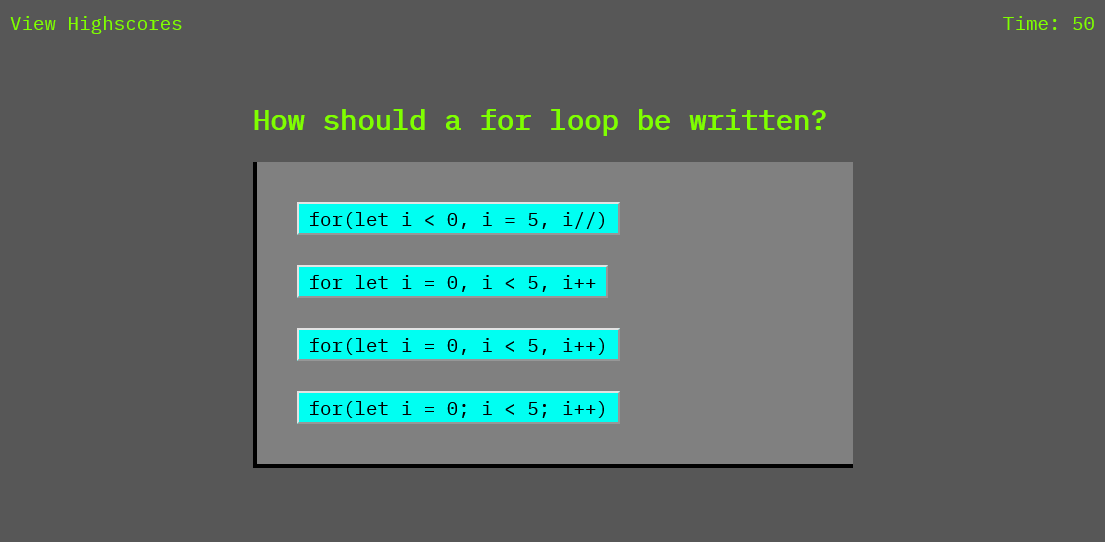 View Highscores
Time: 50
How should a for loop be written?
for(let i < 0, i = 5, i//)
for let i = 0, i < 5, i++
for(let i = 0, i < 5, i++)
for(let i = 0; i < 5; i++)